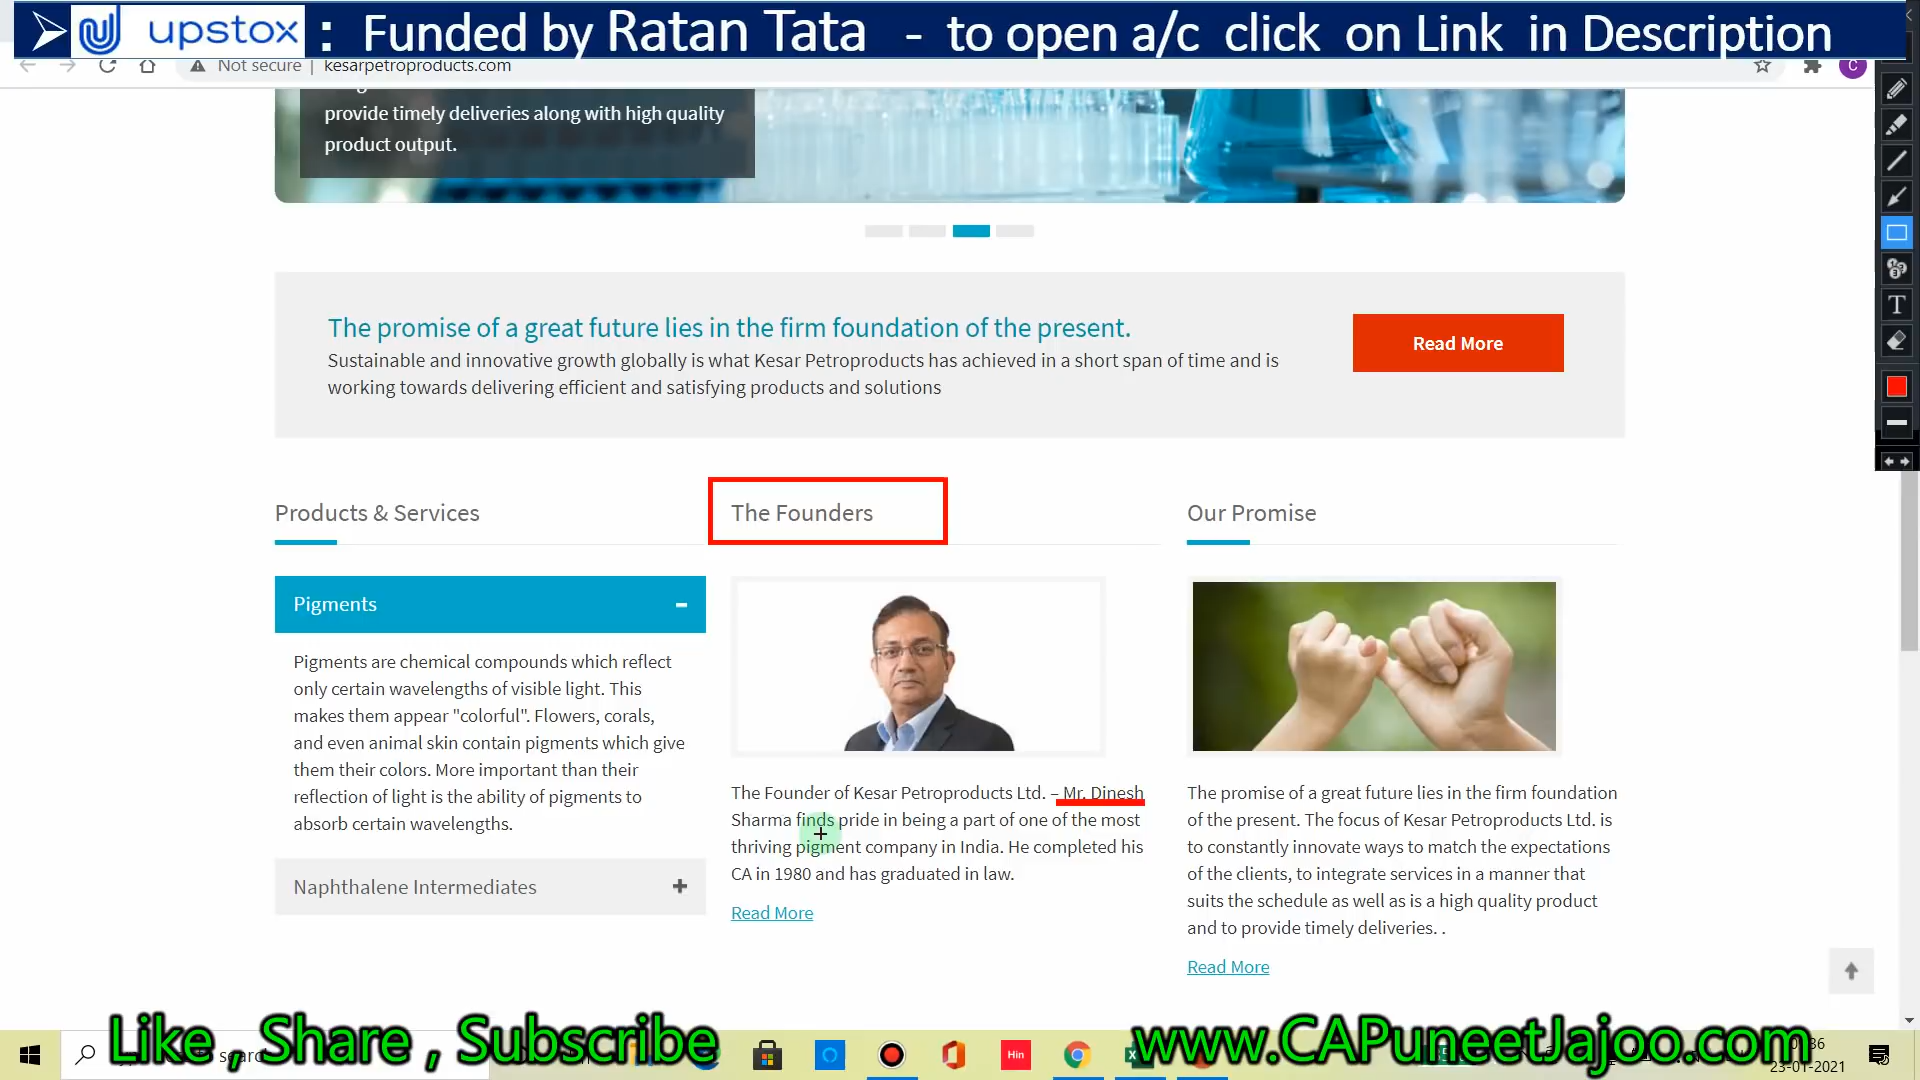 upstox : Funded by Ratan Tata - to open a/c click on Link in Description
Not secure | kesarpetroproducts.com
C
provide timely deliveries along with high quality
product output.
The promise of a great future lies in the firm foundation of the present.
Sustainable and innovative growth globally is what Kesar Petroproducts has achieved in a short span of time and is
working towards delivering efficient and satisfying products and solutions
Read More
Products & Services
Pigments
Pigments are chemical compounds which reflect
only certain wavelengths of visible light. This
makes them appear "colorful". Flowers, corals,
and even animal skin contain pigments which give
them their colors. More important than their
reflection of light is the ability of pigments to
absorb certain wavelengths.
Naphthalene Intermediates
The Founders
The Founder of Kesar Petroproducts Ltd. – Mr. Dinesh
Sharma finds pride in being a part of one of the most
thriving pigment company in India. He completed his
CA in 1980 and has graduated in law.
Read More
Our Promise
The promise of a great future lies in the firm foundation
of the present. The focus of Kesar Petroproducts Ltd. is
to constantly innovate ways to match the expectations
of the clients, to integrate services in a manner that
suits the schedule as well as is a high quality product
and to provide timely deliveries. .
Read More
Like , Share , Subscribe
www.CAPuneetJajoo.com
Hin
23-01-2021